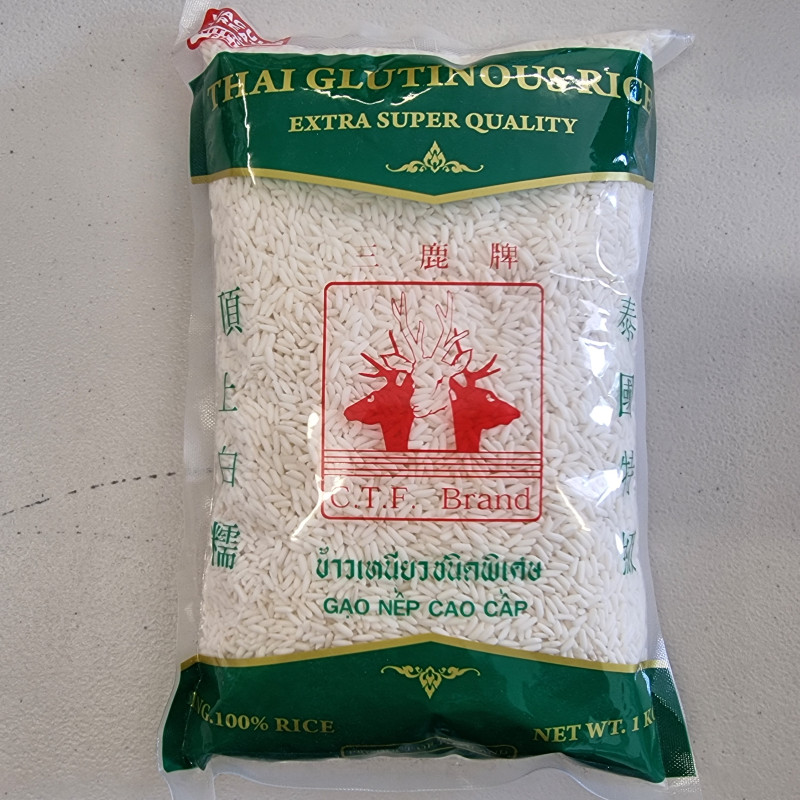 THAI GLUTINOUS RICE
EXTRA SUPER QUALITY
三鹿牌
頂上白糯
泰國特級
C.T.F. Brand
ข้าวเหนียวชนิดพิเศษ
GẠO NẾP CAO CẤP
100% RICE
NET WT. 1